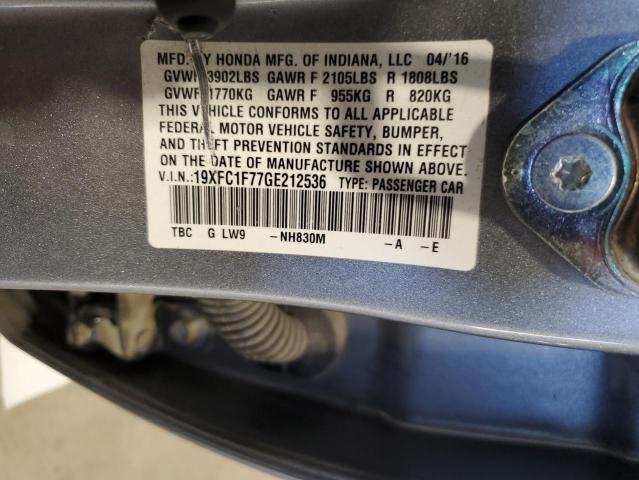 MFD. BY HONDA MFG. OF INDIANA, LLC 04/'16
GVWR 3902LBS GAWR F 2105LBS R 1808LBS
GVWR 1770KG GAWR F 955KG R 820KG
THIS VEHICLE CONFORMS TO ALL APPLICABLE
FEDERAL MOTOR VEHICLE SAFETY, BUMPER,
AND THEFT PREVENTION STANDARDS IN EFFECT
ON THE DATE OF MANUFACTURE SHOWN ABOVE.
V.I.N.:19XFC1F77GE212536 TYPE: PASSENGER CAR
TBC G LW9 -NH830M -A -E